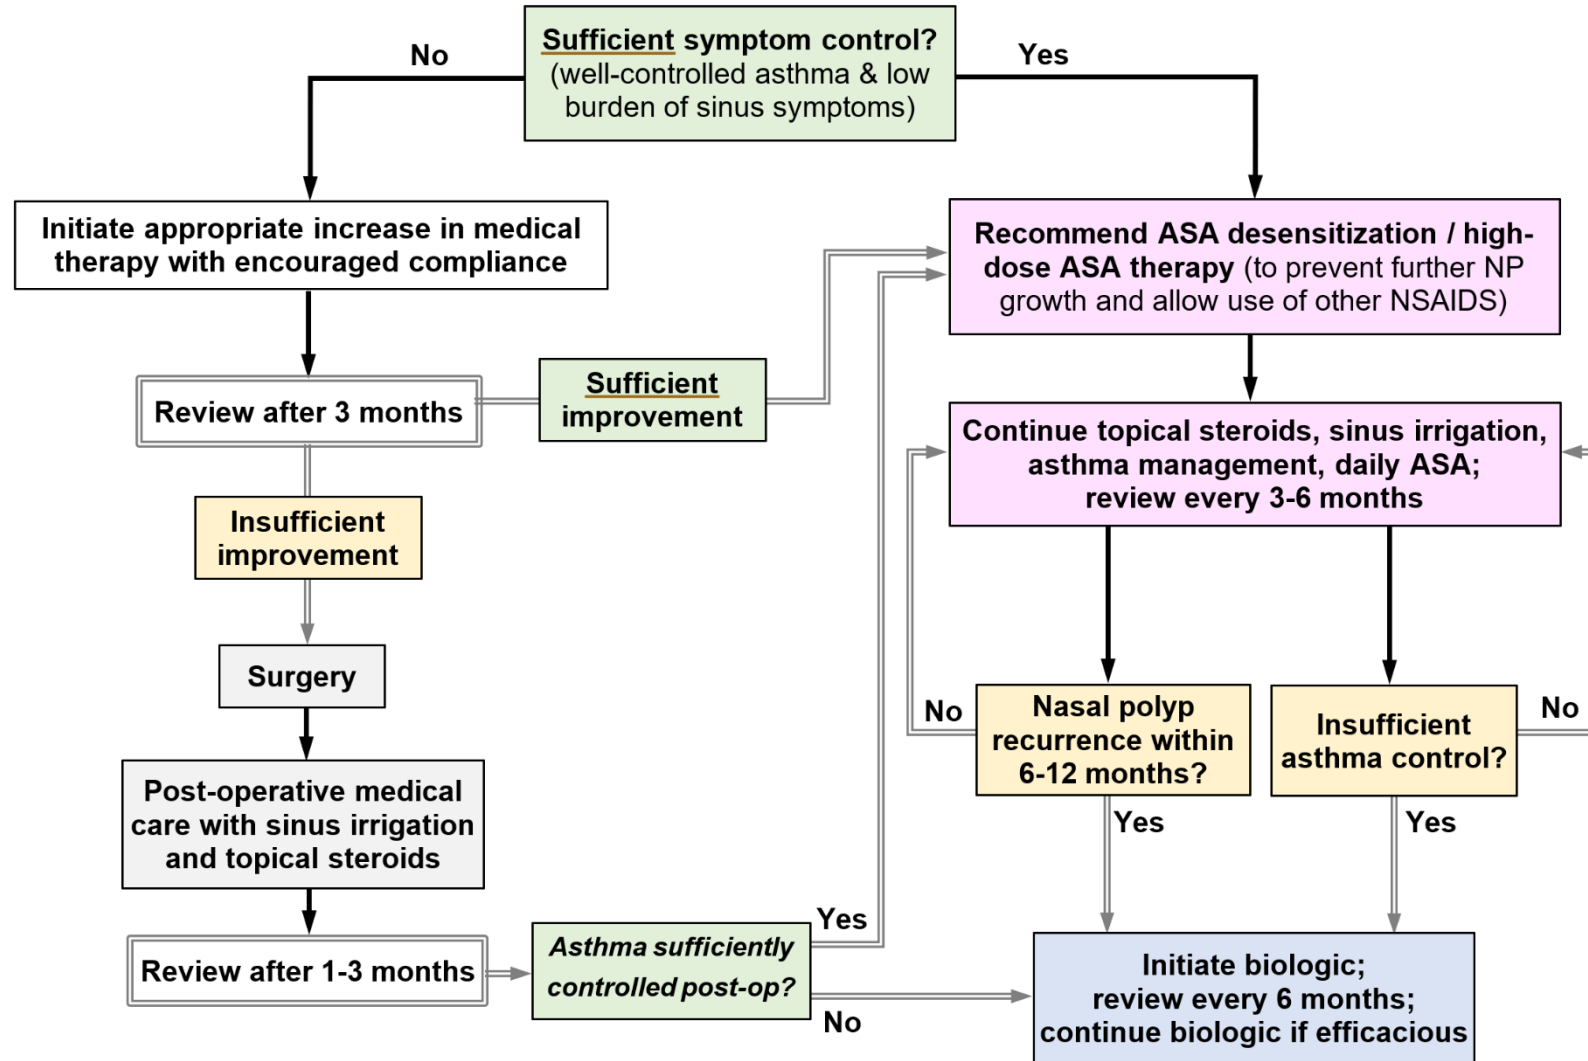 Sufficient symptom control?
(well-controlled asthma & low
burden of sinus symptoms)
No
Yes
Initiate appropriate increase in medical
therapy with encouraged compliance
Review after 3 months
Sufficient
improvement
Insufficient
improvement
Surgery
Post-operative medical
care with sinus irrigation
and topical steroids
Review after 1-3 months
Asthma sufficiently
controlled post-op?
Yes
No
Recommend ASA desensitization / high-
dose ASA therapy (to prevent further NP
growth and allow use of other NSAIDS)
Continue topical steroids, sinus irrigation,
asthma management, daily ASA;
review every 3-6 months
No
Nasal polyp
recurrence within
6-12 months?
Yes
Insufficient
asthma control?
No
Yes
Initiate biologic;
review every 6 months;
continue biologic if efficacious